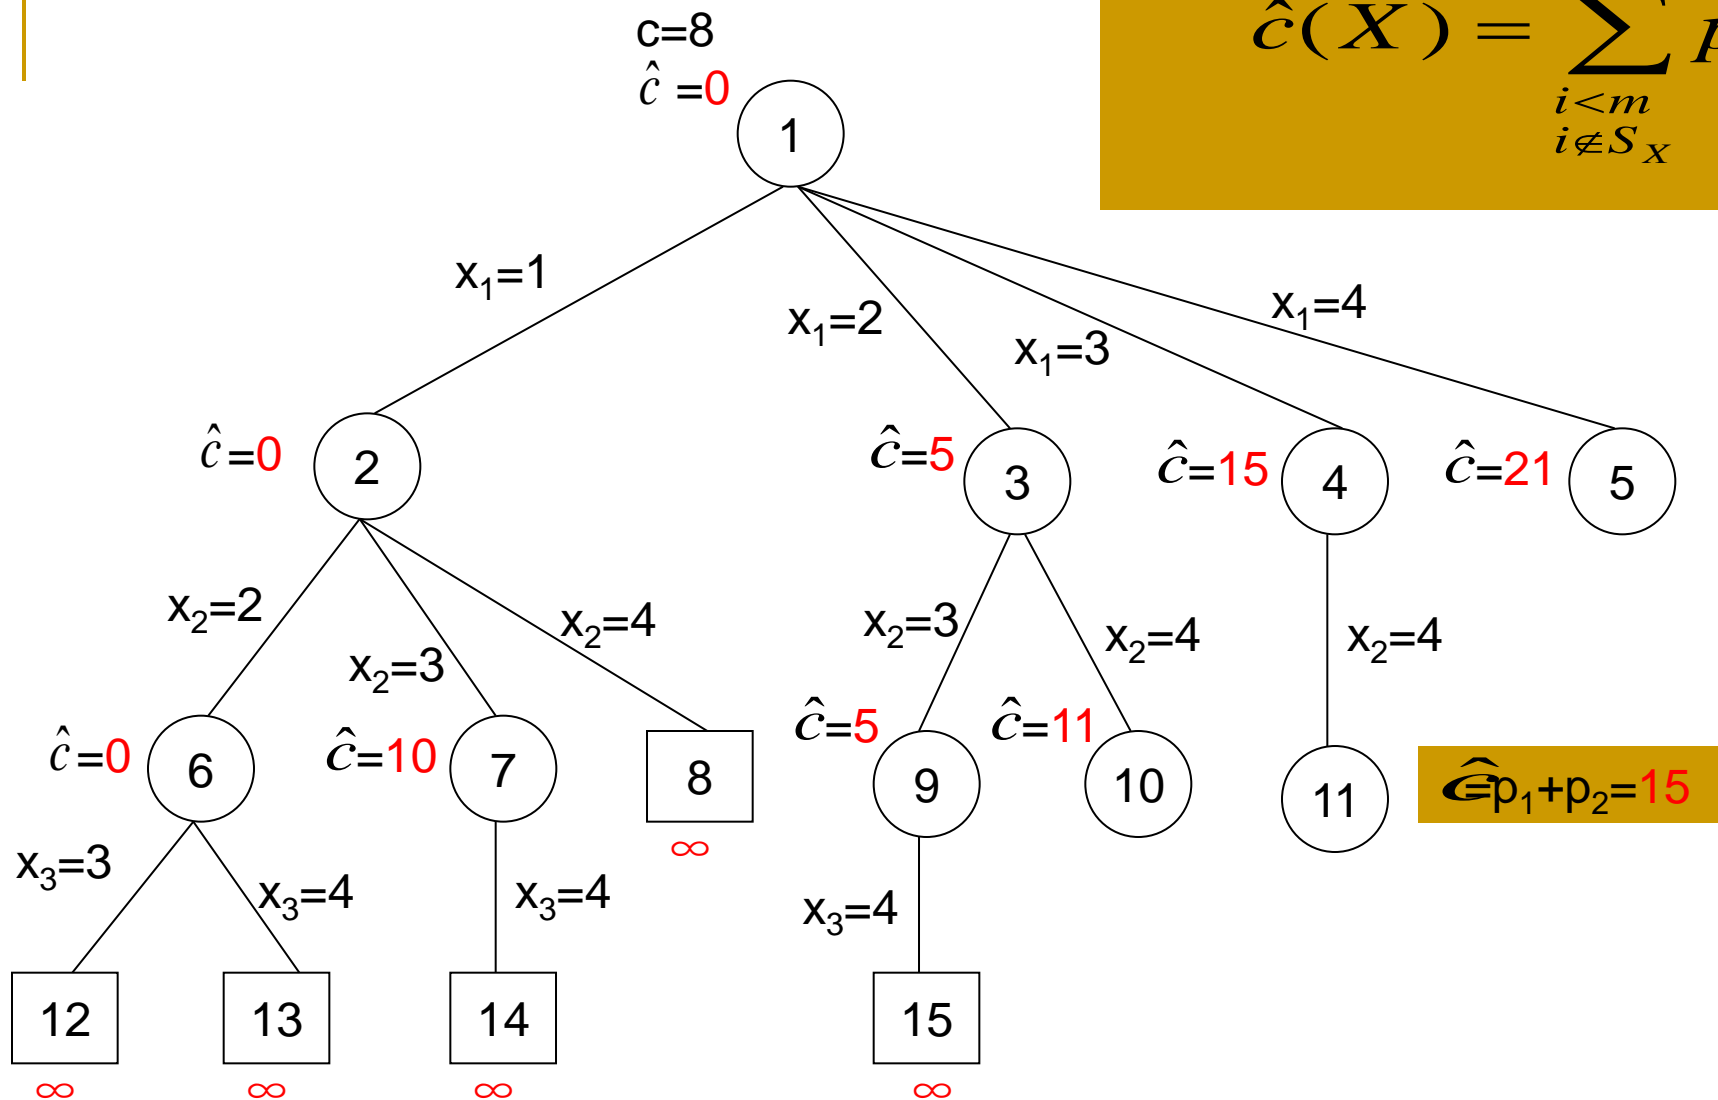 c=8
ĉ =0
1
ĉ(X) = ∑ p
i<m
i∉S_X
x₁=1
x₁=2
x₁=3
x₁=4
ĉ=0
2
ĉ=5
3
ĉ=15
4
ĉ=21
5
x₂=2
x₂=3
x₂=4
x₂=3
x₂=4
x₂=4
ĉ=0
6
ĉ=10
7
8
∞
ĉ=5
9
ĉ=11
10
11
ĉ=p₁+p₂=15
x₃=3
x₃=4
x₃=4
x₃=4
12
13
14
15
∞
∞
∞
∞